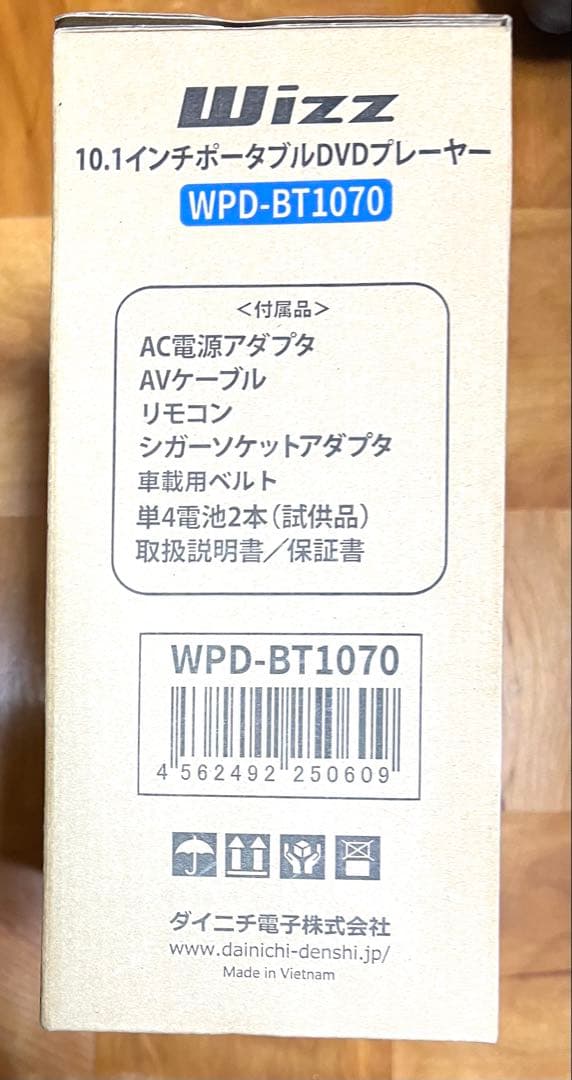 Wizz
10.1インチポータブルDVDプレーヤー
WPD-BT1070
＜付属品＞
AC電源アダプタ
AVケーブル
リモコン
シガーソケットアダプタ
車載用ベルト
単4電池2本（試供品）
取扱説明書／保証書
WPD-BT1070
4 562492 250609
ダイニチ電子株式会社
www.dainichi-denshi.jp/
Made in Vietnam